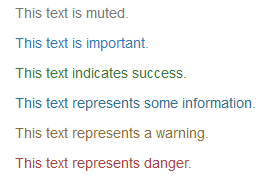 This text is muted.
This text is important.
This text indicates success.
This text represents some information.
This text represents a warning.
This text represents danger.